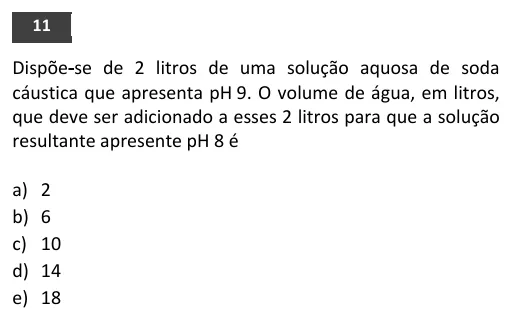 11
Dispõe-se de 2 litros de uma solução aquosa de soda
cáustica que apresenta pH 9. O volume de água, em litros,
que deve ser adicionado a esses 2 litros para que a solução
resultante apresente pH 8 é
a) 2
b) 6
c) 10
d) 14
e) 18